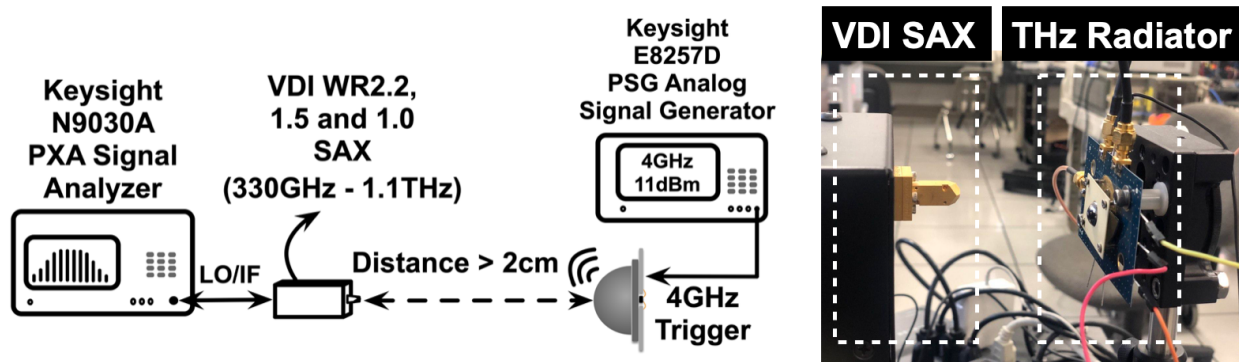 Keysight
N9030A
PXA Signal
Analyzer
LO/IF
VDI WR2.2,
1.5 and 1.0
SAX
(330GHz - 1.1THz)
Distance > 2cm
Keysight
E8257D
PSG Analog
Signal Generator
4GHz
11dBm
4GHz
Trigger
VDI SAX
THz Radiator